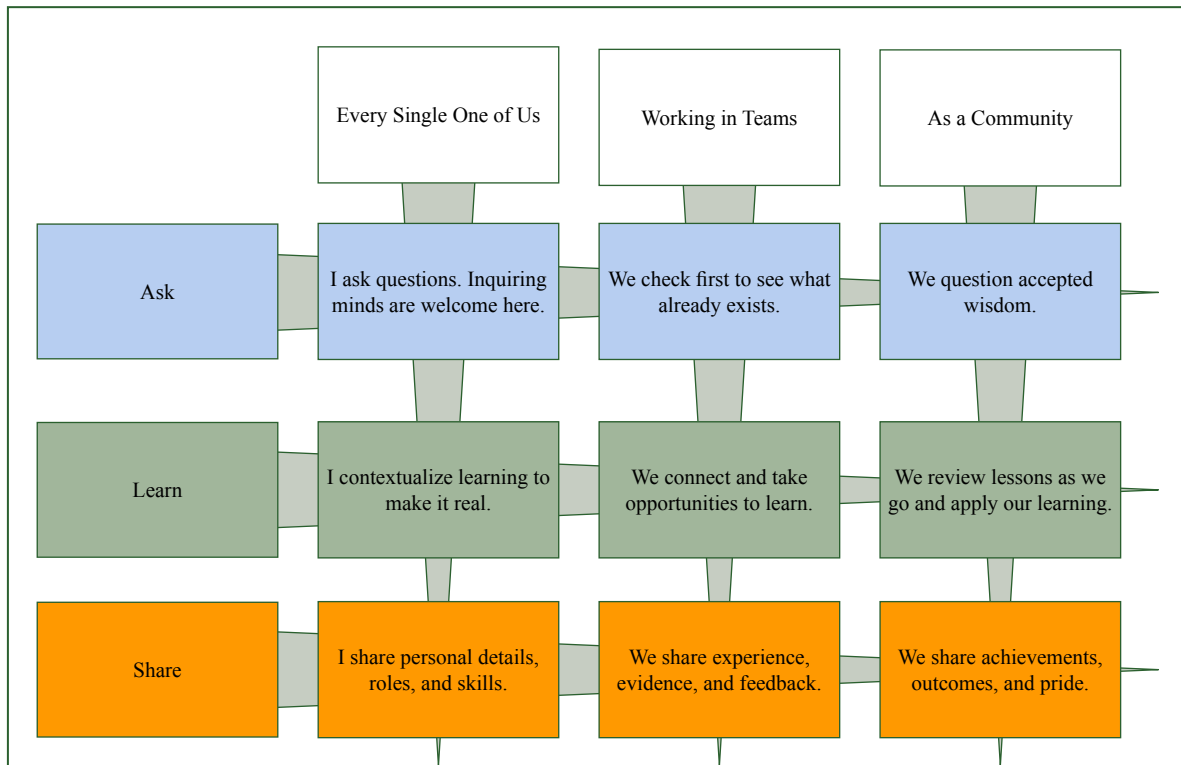 Every Single One of Us
Working in Teams
As a Community
Ask
I ask questions. Inquiring
minds are welcome here.
We check first to see what
already exists.
We question accepted
wisdom.
Learn
I contextualize learning to
make it real.
We connect and take
opportunities to learn.
We review lessons as we
go and apply our learning.
Share
I share personal details,
roles, and skills.
We share experience,
evidence, and feedback.
We share achievements,
outcomes, and pride.